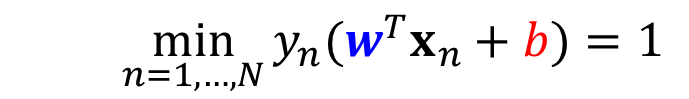 min n=1,…,N yₙ(wᵀxₙ + b) = 1